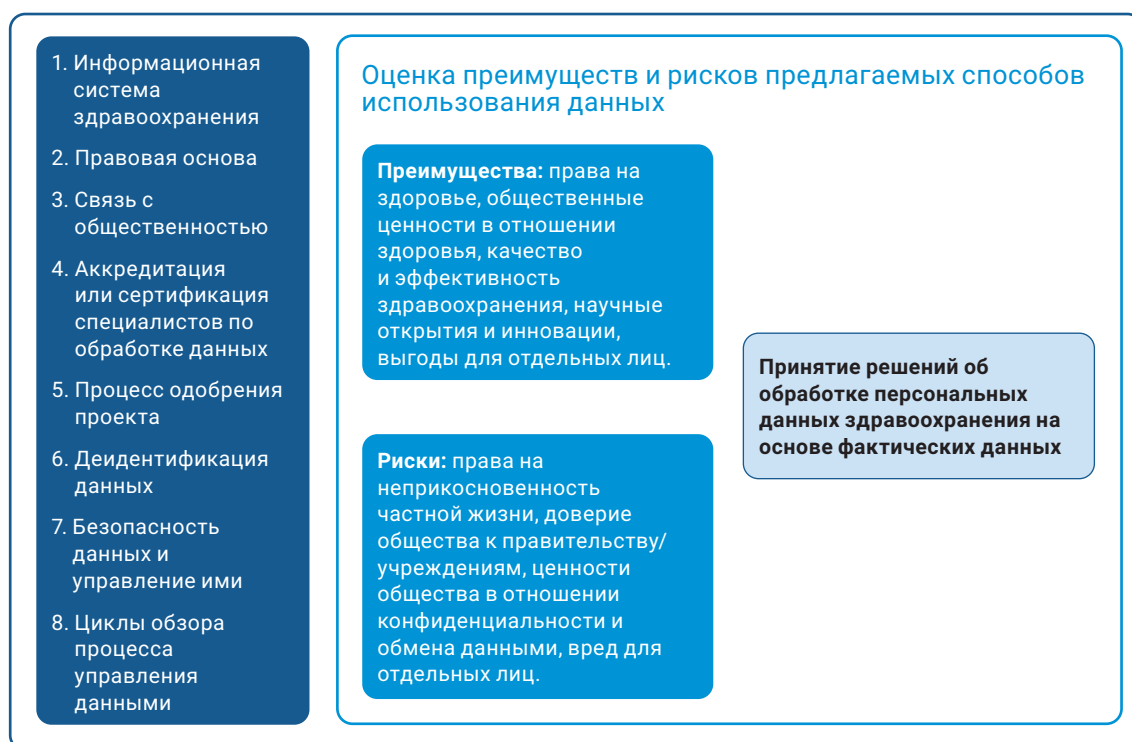 1. Информационная
система
здравоохранения
2. Правовая основа
3. Связь с
общественностью
4. Аккредитация
или сертификация
специалистов по
обработке данных
5. Процесс одобрения
проекта
6. Деидентификация
данных
7. Безопасность
данных и
управление ими
8. Циклы обзора
процесса
управления
данными
Оценка преимуществ и рисков предлагаемых способов
использования данных
Преимущества: права на
здоровье, общественные
ценности в отношении
здоровья, качество
и эффективность
здравоохранения, научные
открытия и инновации,
выгоды для отдельных лиц.
Риски: права на
неприкосновенность
частной жизни, доверие
общества к правительству/
учреждениям, ценности
общества в отношении
конфиденциальности и
обмена данными, вред для
отдельных лиц.
Принятие решений об
обработке персональных
данных здравоохранения на
основе фактических данных